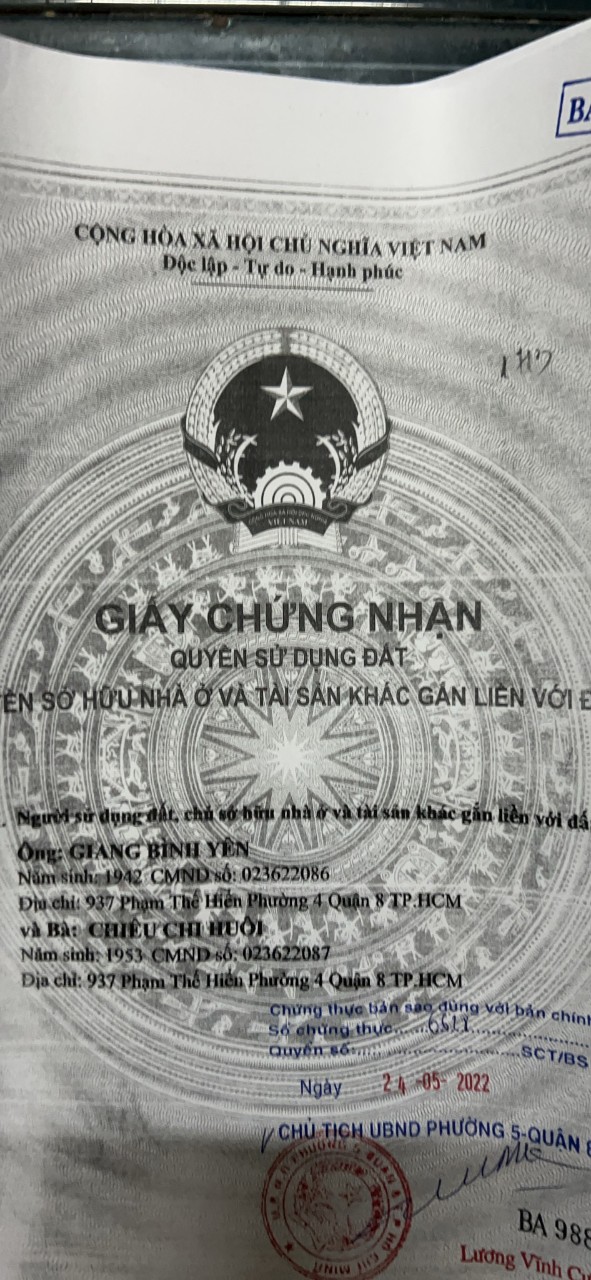 BA
CỘNG HÒA XÃ HỘI CHỦ NGHĨA VIỆT NAM
Độc lập - Tự do - Hạnh phúc
VIỆT NAM
GIẤY CHỨNG NHẬN
QUYỀN SỬ DỤNG ĐẤT
ỀN SỞ HỮU NHÀ Ở VÀ TÀI SẢN KHÁC GẮN LIỀN VỚI Đ
. Người sử dụng đất, chủ sở hữu nhà ở và tài sản khác gắn liền với đấ
Ông: GIANG BÌNH YÊN
Năm sinh: 1942 CMND số: 023622086
Địa chỉ: 937 Phạm Thế Hiển Phường 4 Quận 8 TP.HCM
và Bà: CHIÊU CHI HUÔI
Năm sinh: 1953 CMND số: 023622087
Địa chỉ: 937 Phạm Thế Hiển Phường 4 Quận 8 TP.HCM
Chứng thực bản sao đúng với bản chính
Số chứng thực
Quyển số:..........SCT/BS
Ngày 24 -05- 2022
CHỦ TỊCH UBND PHƯỜNG 5-QUẬN 8
BA 988
Lương Vĩnh